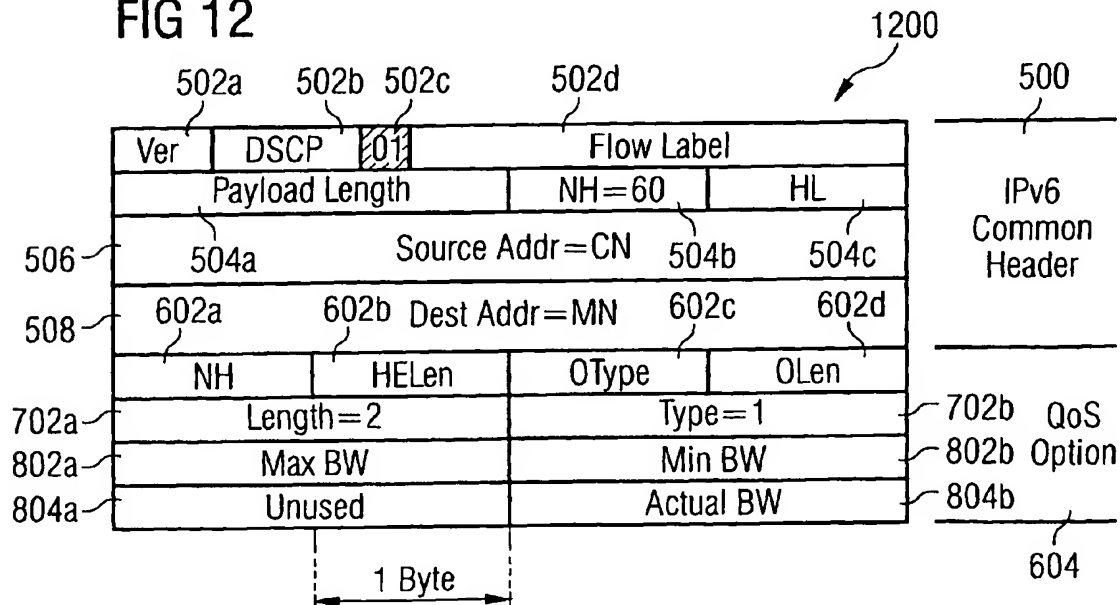 FIG 12
1200
502a 502b 502c 502d 500
Ver DSCP 01 Flow Label
Payload Length NH=60 HL
IPv6
Common
Header
506 504a Source Addr=CN 504b 504c
508 602a 602b Dest Addr=MN 602c 602d
NH HELen OType OLen
702a Length=2 Type=1 702b
QoS
Option
802a Max BW Min BW 802b
804a Unused Actual BW 804b
1 Byte
604